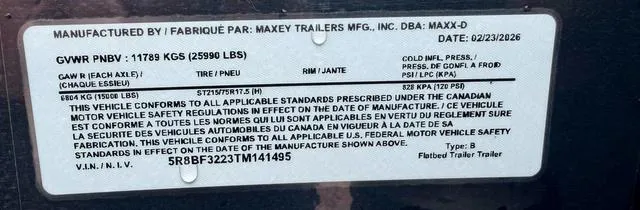 MANUFACTURED BY / FABRIQUÉ PAR: MAXEY TRAILERS MFG., INC. DBA: MAXX-D
DATE: 02/23/2026
GVWR PNBV : 11789 KGS (25990 LBS)
GAW R (EACH AXLE) / (CHAQUE ESSIEU) TIRE / PNEU RIM / JANTE COLD INFL. PRESS. / PRESS. DE GONFL A FROID PSI / LPC (KPA)
6804 KG (15000 LBS) ST215/75R17.5 (H) 828 KPA (120 PSI)
THIS VEHICLE CONFORMS TO ALL APPLICABLE STANDARDS PRESCRIBED UNDER THE CANADIAN
MOTOR VEHICLE SAFETY REGULATIONS IN EFFECT ON THE DATE OF MANUFACTURE. / CE VEHICULE
EST CONFORME A TOUTES LES NORMES QUI LUI SONT APPLICABLES EN VERTU DU REGLEMENT SURE
LA SECURITE DES VEHICULES AUTOMOBILES DU CANADA EN VIGUEUR À LA DATE DE SA
FABRICATION. THIS VEHICLE CONFORMS TO ALL APPLICABLE U.S. FEDERAL MOTOR VEHICLE SAFETY
STANDARDS IN EFFECT ON THE DATE OF MANUFACTURE SHOWN ABOVE.
Type: B
V.I.N. / N.I.V. 5R8BF3223TM141495 Flatbed Trailer Trailer